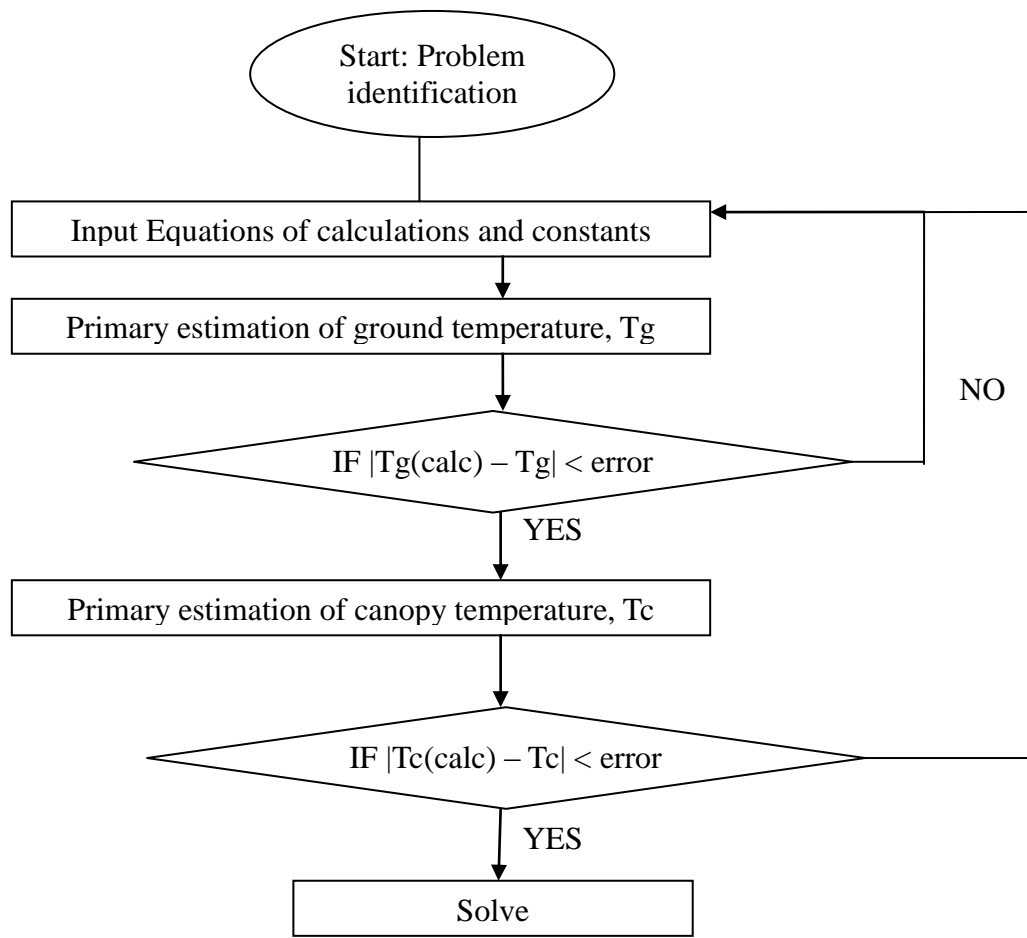 Start: Problem
identification
Input Equations of calculations and constants
Primary estimation of ground temperature, Tg
NO
IF |Tg(calc) – Tg| < error
YES
Primary estimation of canopy temperature, Tc
IF |Tc(calc) – Tc| < error
YES
Solve